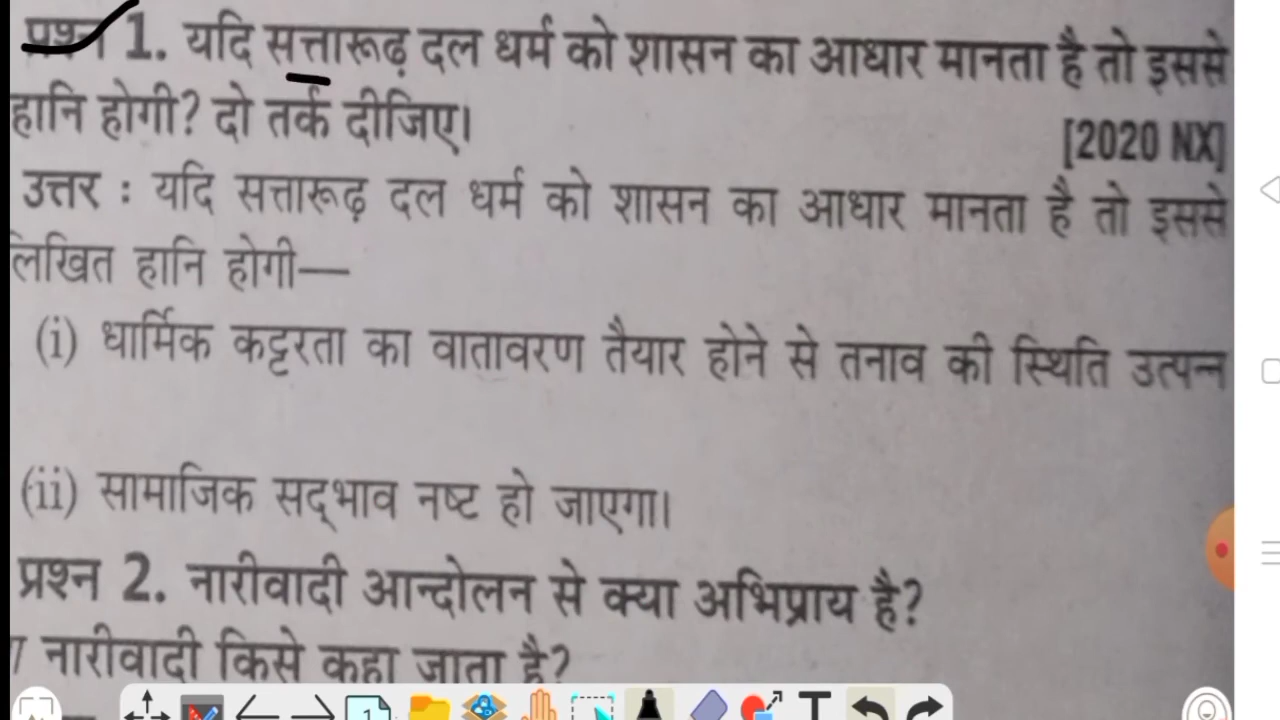 प्रश्न 1. यदि सत्तारूढ़ दल धर्म को शासन का आधार मानता है तो इससे
हानि होगी? दो तर्क दीजिए।
[2020 NX]
उत्तर : यदि सत्तारूढ़ दल धर्म को शासन का आधार मानता है तो इससे
लिखित हानि होगी—
(i) धार्मिक कट्टरता का वातावरण तैयार होने से तनाव की स्थिति उत्पन्न
(ii) सामाजिक सद्भाव नष्ट हो जाएगा।
प्रश्न 2. नारीवादी आन्दोलन से क्या अभिप्राय है?
नारीवादी किसे कहा जाता है?
1
T